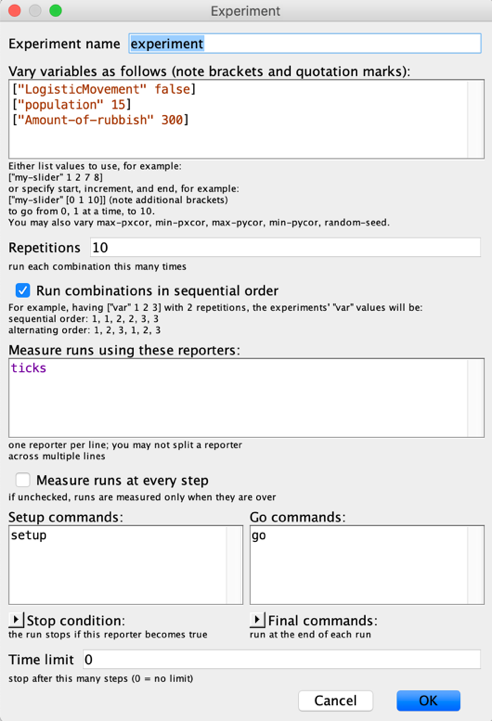 Experiment
Experiment name experiment
Vary variables as follows (note brackets and quotation marks):
["LogisticMovement" false]
["population" 15]
["Amount-of-rubbish" 300]
Either list values to use, for example:
["my-slider" 1 2 7 8]
or specify start, increment, and end, for example:
["my-slider" [0 1 10]] (note additional brackets)
to go from 0, 1 at a time, to 10.
You may also vary max-pxcor, min-pxcor, max-pycor, min-pycor, random-seed.
Repetitions 10
run each combination this many times
Run combinations in sequential order
For example, having ["var" 1 2 3] with 2 repetitions, the experiments' "var" values will be:
sequential order: 1, 1, 2, 2, 3, 3
alternating order: 1, 2, 3, 1, 2, 3
Measure runs using these reporters:
ticks
one reporter per line; you may not split a reporter
across multiple lines
Measure runs at every step
if unchecked, runs are measured only when they are over
Setup commands: Go commands:
setup go
Stop condition: Final commands:
the run stops if this reporter becomes true run at the end of each run
Time limit 0
stop after this many steps (0 = no limit)
Cancel OK